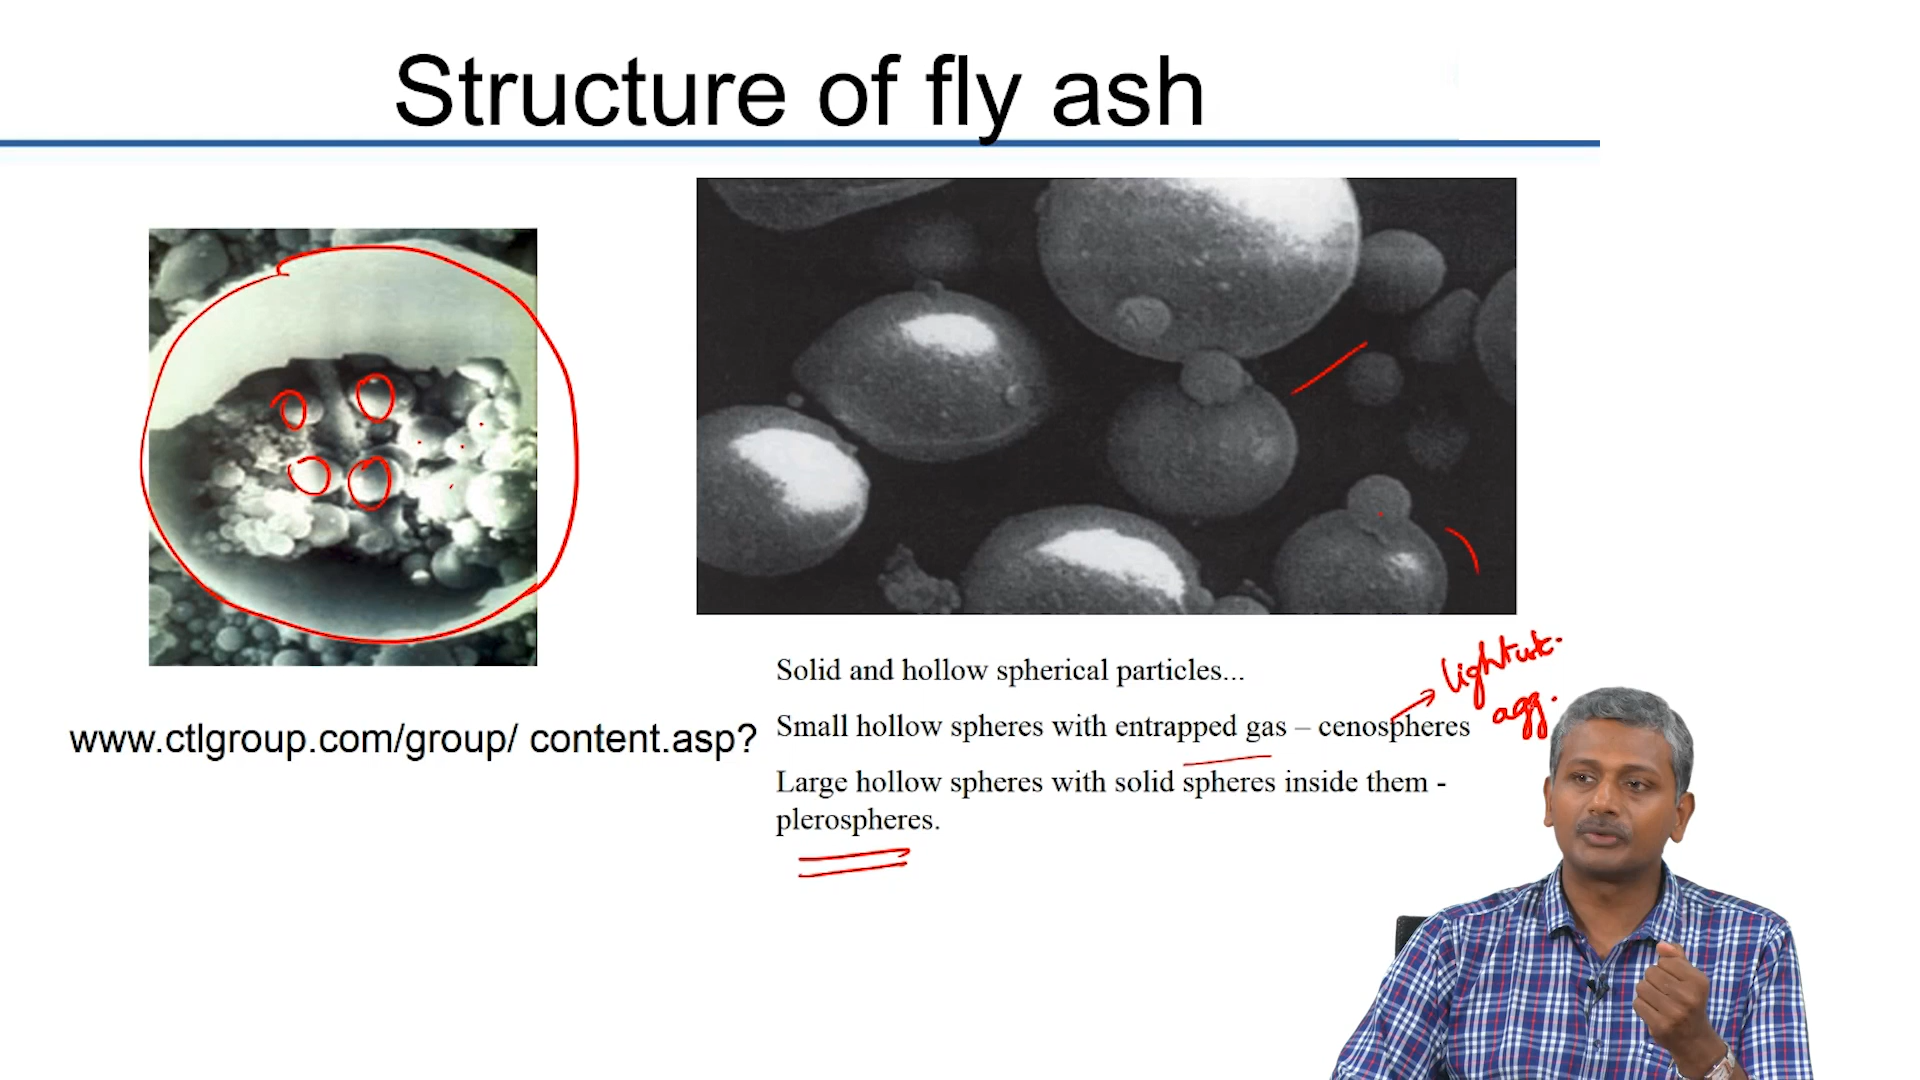 Structure of fly ash
www.ctlgroup.com/group/ content.asp?
Solid and hollow spherical particles...
Small hollow spheres with entrapped gas – cenospheres
Large hollow spheres with solid spheres inside them -
plerospheres.
agg.